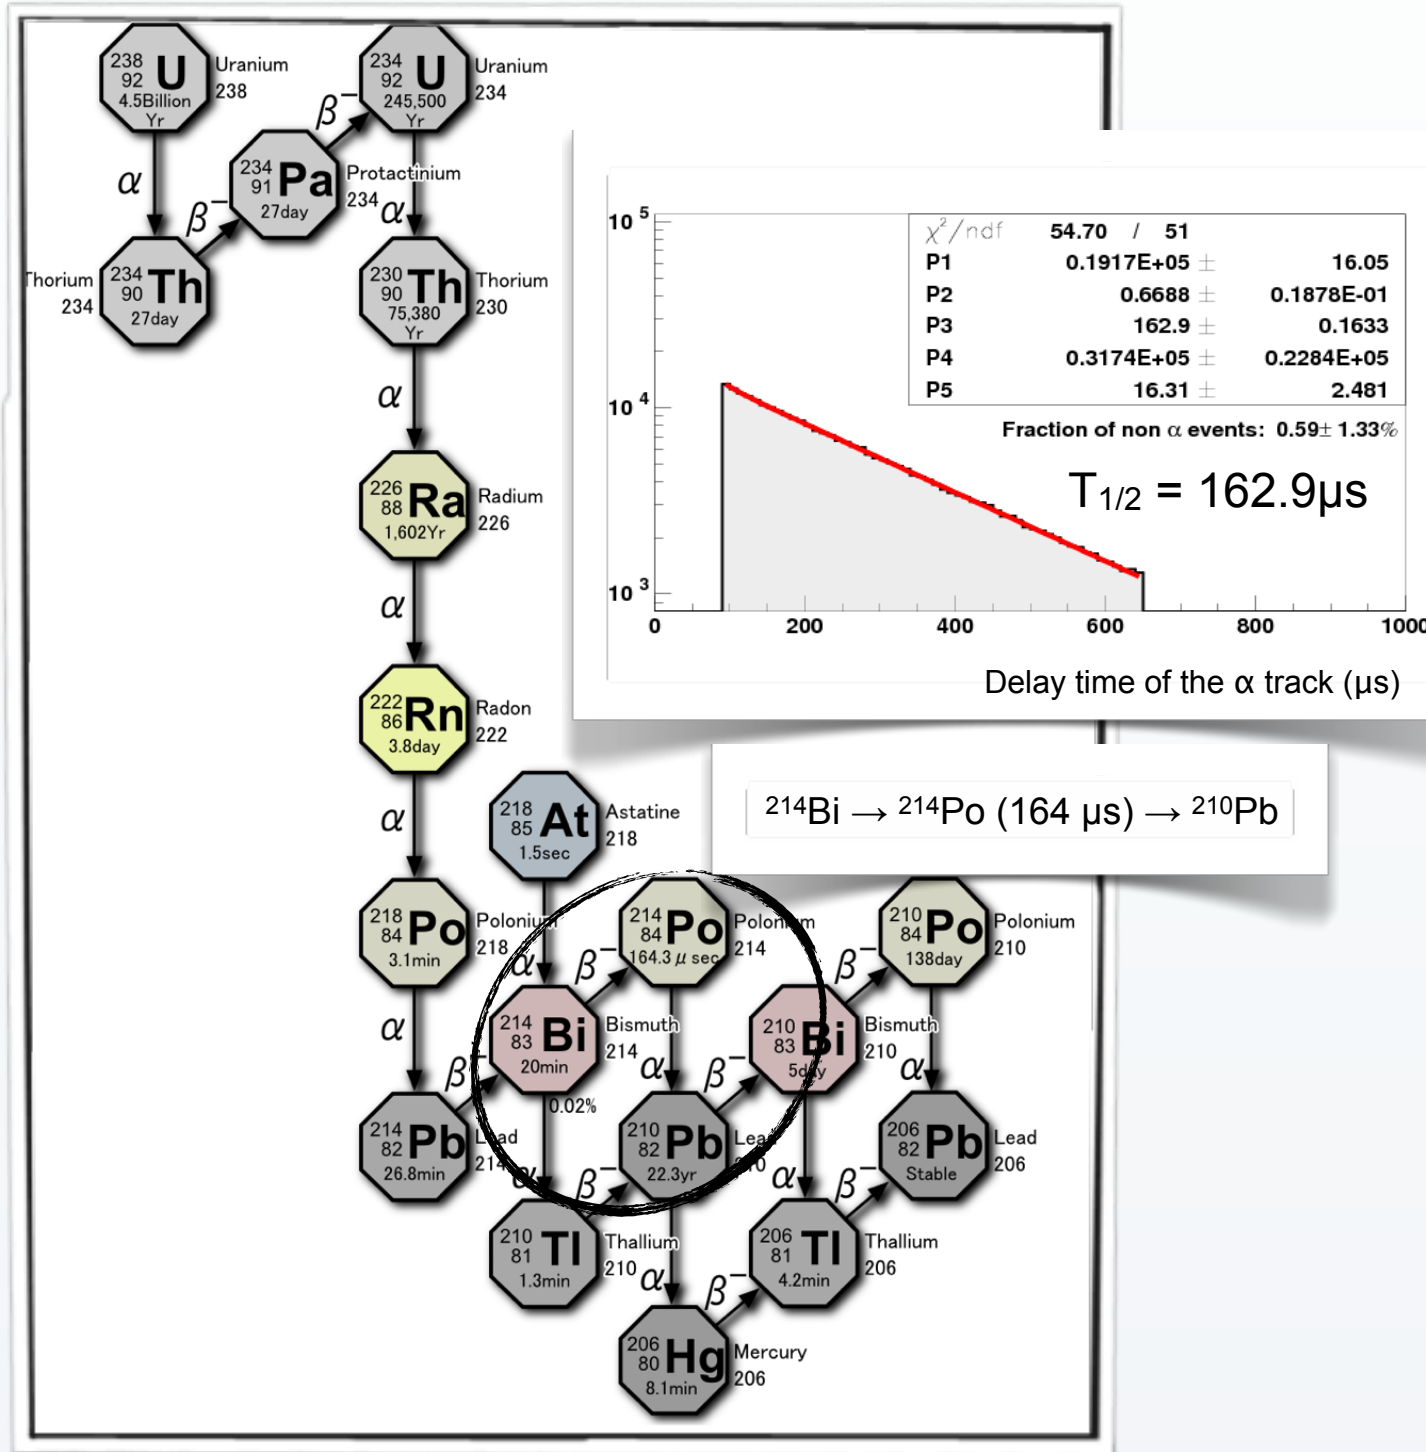 238
92 U
4.5Billion
Yr
Uranium
238
234
92 U
245,500
Yr
Uranium
234
β−
234
91 Pa
27day
Protactinium
234
α
β−
α
Thorium
234
234
90 Th
27day
230
90 Th
75,380
Yr
Thorium
230
α
226
88 Ra
1,602Yr
Radium
226
α
222
86 Rn
3.8day
Radon
222
α
218
85 At
1.5sec
Astatine
218
218
84 Po
3.1min
Polonium
218
α
β−
214
84 Po
164.3 μ sec
Polonium
214
β−
210
84 Po
138day
Polonium
210
α
β−
214
83 Bi
20min
Bismuth
214
0.02%
α
β−
210
83 Bi
5day
Bismuth
210
α
214
82 Pb
26.8min
Lead
214
α
β−
210
82 Pb
22.3yr
Lead
210
α
β−
206
82 Pb
Stable
Lead
206
210
81 Tl
1.3min
Thallium
210
α
β−
206
81 Tl
4.2min
Thallium
206
206
80 Hg
8.1min
Mercury
206
10 5
10 4
10 3
χ2/ndf 54.70 / 51
P1 0.1917E+05 ± 16.05
P2 0.6688 ± 0.1878E-01
P3 162.9 ± 0.1633
P4 0.3174E+05 ± 0.2284E+05
P5 16.31 ± 2.481
Fraction of non α events: 0.59± 1.33%
T1/2 = 162.9μs
0 200 400 600 800 1000
Delay time of the α track (μs)
214Bi → 214Po (164 μs) → 210Pb